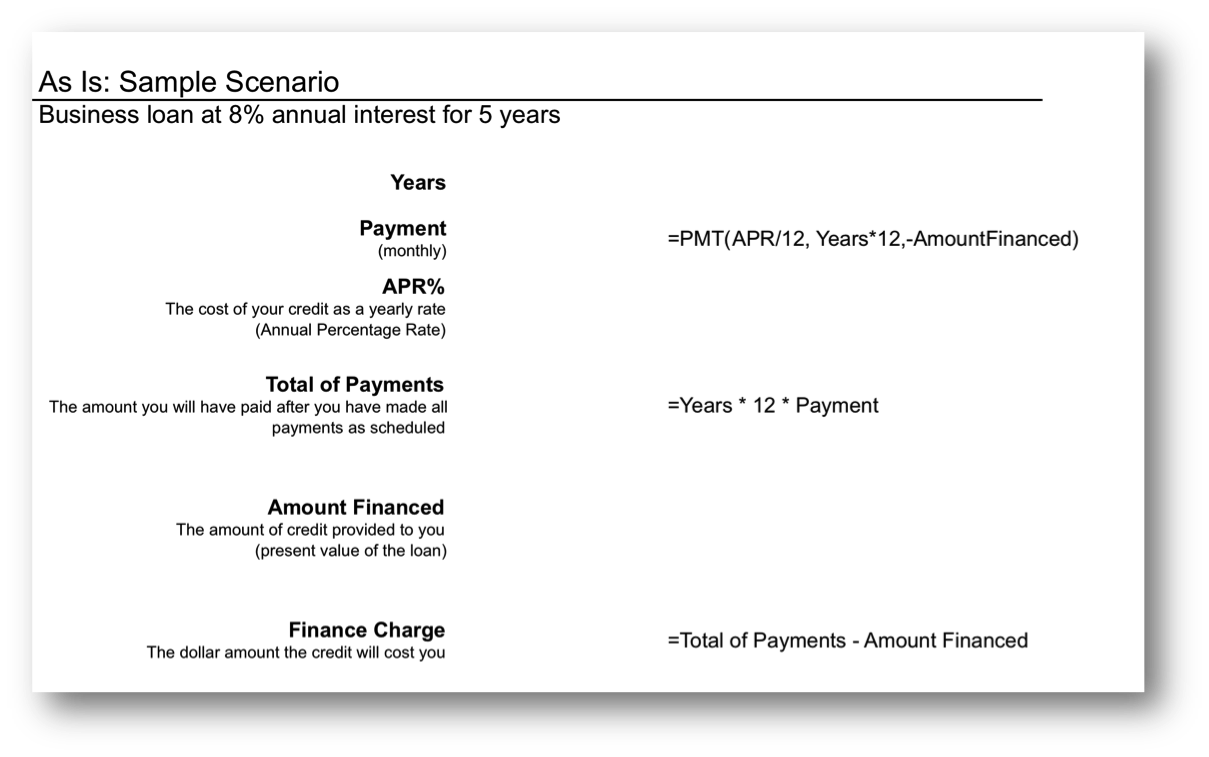 As Is: Sample Scenario
Business loan at 8% annual interest for 5 years
Years
Payment
(monthly)
=PMT(APR/12, Years*12,-AmountFinanced)
APR%
The cost of your credit as a yearly rate
(Annual Percentage Rate)
Total of Payments
The amount you will have paid after you have made all
payments as scheduled
=Years * 12 * Payment
Amount Financed
The amount of credit provided to you
(present value of the loan)
Finance Charge
The dollar amount the credit will cost you
=Total of Payments - Amount Financed